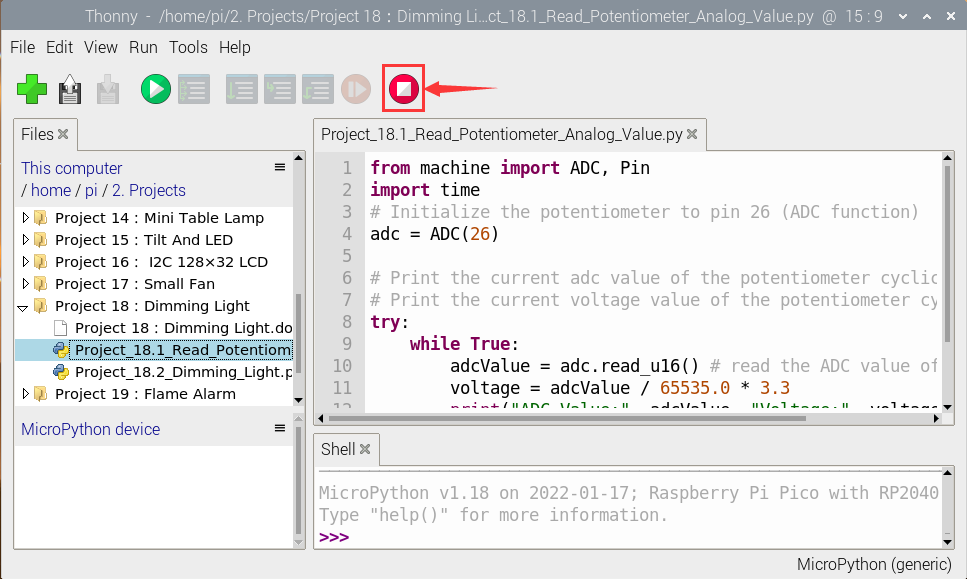 Thonny - /home/pi/2. Projects/Project 18 : Dimming Li...ct_18.1_Read_Potentiometer_Analog_Value.py @ 15 : 9
File Edit View Run Tools Help
Files
This computer
/ home / pi / 2. Projects
Project 14 : Mini Table Lamp
Project 15 : Tilt And LED
Project 16 : I2C 128×32 LCD
Project 17 : Small Fan
Project 18 : Dimming Light
Project 18 : Dimming Light.do
Project_18.1_Read_Potentiom
Project_18.2_Dimming_Light.p
Project 19 : Flame Alarm
MicroPython device
Project_18.1_Read_Potentiometer_Analog_Value.py
1 from machine import ADC, Pin
2 import time
3 # Initialize the potentiometer to pin 26 (ADC function)
4 adc = ADC(26)
5
6 # Print the current adc value of the potentiometer cyclic
7 # Print the current voltage value of the potentiometer cy
8 try:
9 while True:
10 adcValue = adc.read_u16() # read the ADC value of
11 voltage = adcValue / 65535.0 * 3.3
12 print("ADC Value:", adcValue, "Voltage:", voltage
Shell
MicroPython v1.18 on 2022-01-17; Raspberry Pi Pico with RP2040
Type "help()" for more information.
>>>
MicroPython (generic)